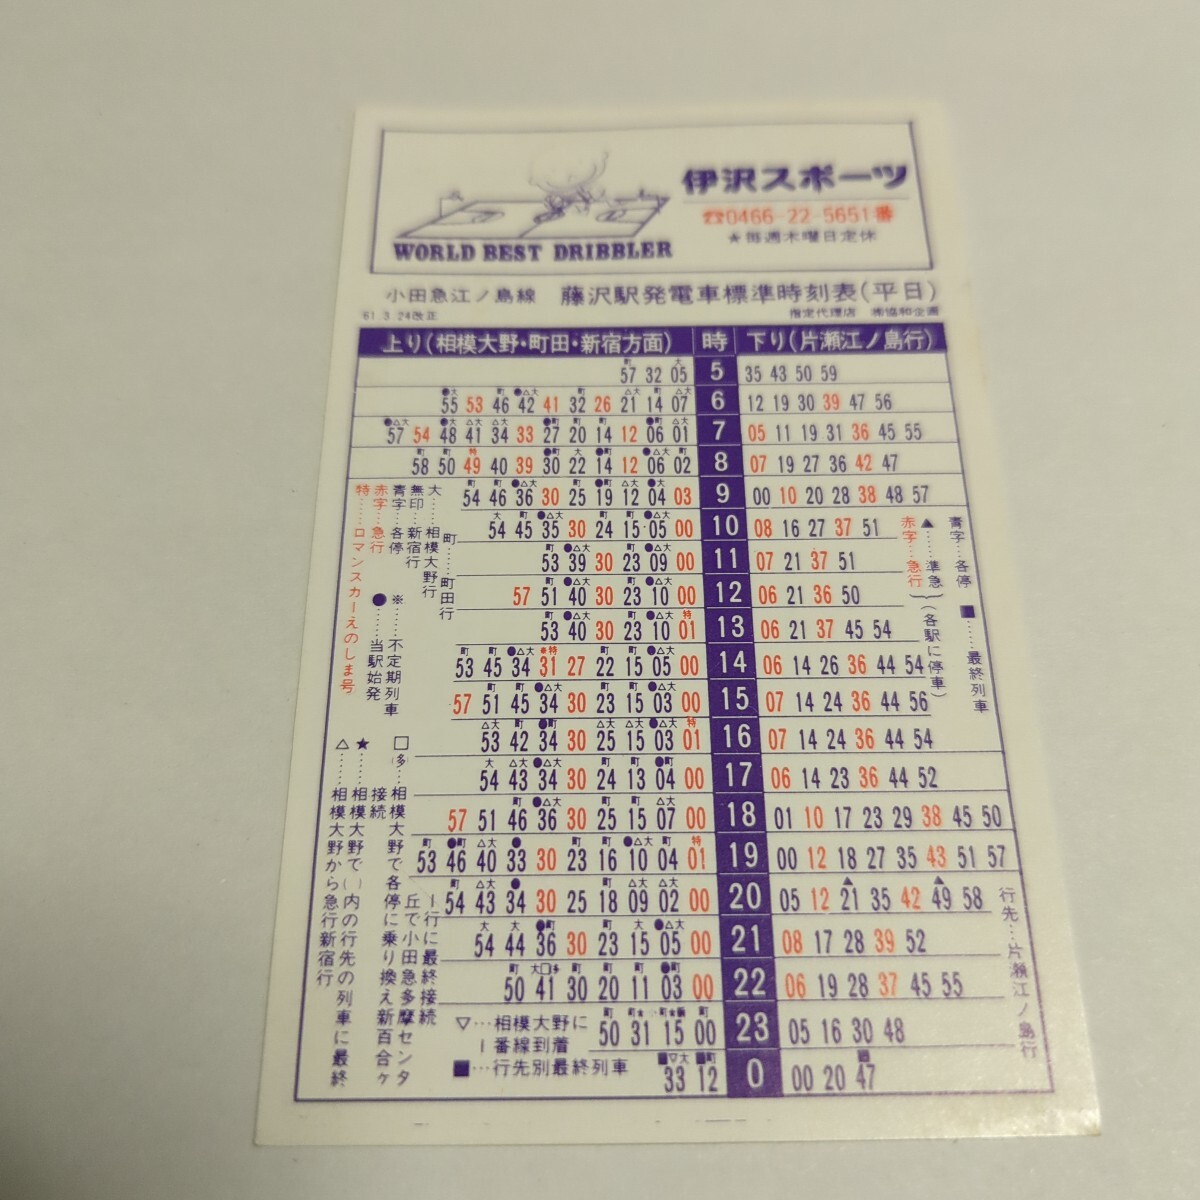 伊沢スポーツ
☎0466-22-5651番
★毎週木曜日定休
WORLD BEST DRIBBLER
小田急江ノ島線 藤沢駅発電車標準時刻表(平日)
61.3.24改正 指定代理店 ㈱協和企画
上り(相模大野・町田・新宿方面) 時 下り(片瀬江ノ島行)
57 32 05 5 35 43 50 59
55 53 46 42 41 32 26 21 14 07 6 12 19 30 39 47 56
57 54 48 41 34 33 27 20 14 12 06 01 7 05 11 19 31 36 45 55
58 50 49 40 39 30 22 14 12 06 02 8 07 19 27 36 42 47
54 46 36 30 25 19 12 04 03 9 00 10 20 28 38 48 57
54 45 35 30 24 15 05 00 10 08 16 27 37 51
53 39 30 23 09 00 11 07 21 37 51
57 51 40 30 23 10 00 12 06 21 36 50
53 40 30 23 10 01 13 06 21 37 45 54
53 45 34 31 27 22 15 05 00 14 06 14 26 36 44 54
57 51 45 34 30 25 15 03 00 15 07 14 24 36 44 56
53 42 34 30 25 15 03 01 16 07 14 24 36 44 54
54 43 34 30 24 13 04 00 17 06 14 23 36 44 52
57 51 46 36 30 25 15 07 00 18 01 10 17 23 29 38 45 50
53 46 40 33 30 23 16 10 04 01 19 00 12 18 27 35 43 51 57
54 43 34 30 25 18 09 02 00 20 05 12 21 35 42 49 58
54 44 36 30 23 15 05 00 21 08 17 28 39 52
50 41 30 20 11 03 00 22 06 19 28 37 45 55
50 31 15 00 23 05 16 30 48
33 12 0 00 20 47
大……相模大野行
町……町田行
無印…新宿行
青字…各停
赤字…急行
特……ロマンスカーえのしま号
※……不定期列車
●……当駅始発
□(多)…相模大野で各停に乗り換え新百合ヶ
丘で小田急多摩センター行に最終接続
接続
★……相模大野で( )内の行先の列車に最終
△……相模大野から急行新宿行
▽…相模大野に
1番線到着
■…行先別最終列車
青字…各停
▲……準急
赤字…急行
(各駅に停車)
■……最終列車
行先…片瀬江ノ島行